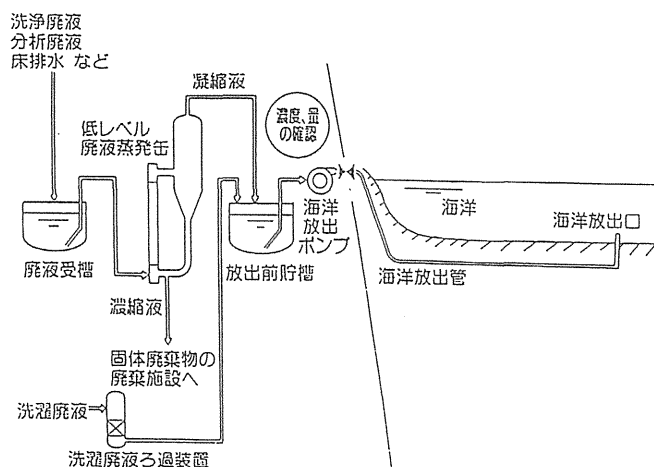 洗浄廃液
分析廃液
床排水 など
凝縮液
濃度、量
の確認
低レベル
廃液蒸発缶
海洋
海洋放出口
海洋
放出
ポンプ
廃液受槽
放出前貯槽
海洋放出管
濃縮液
固体廃棄物の
廃棄施設へ
洗濯廃液
洗濯廃液ろ過装置